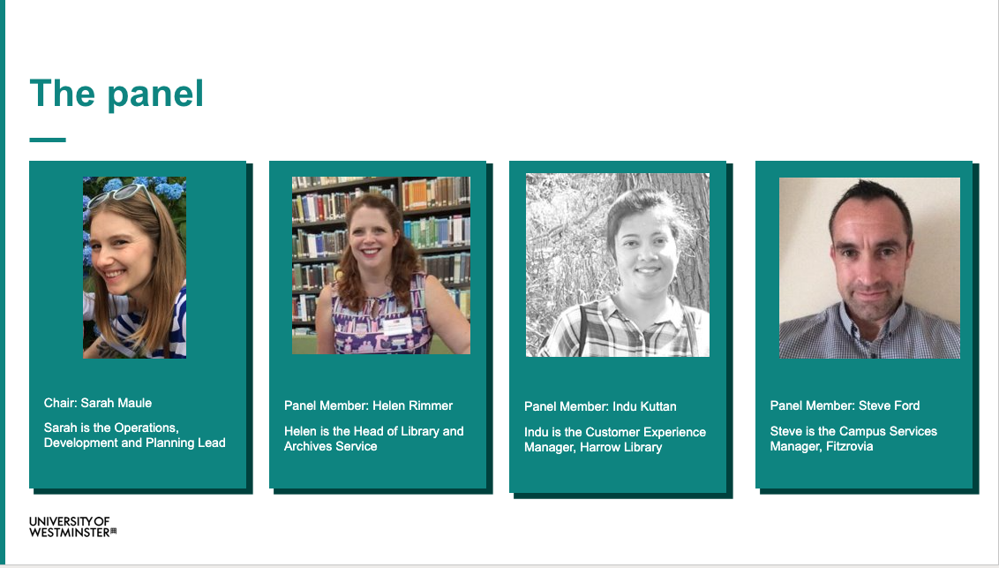 The panel
Chair: Sarah Maule
Sarah is the Operations,
Development and Planning Lead
Panel Member: Helen Rimmer
Helen is the Head of Library and
Archives Service
Panel Member: Indu Kuttan
Indu is the Customer Experience
Manager, Harrow Library
Panel Member: Steve Ford
Steve is the Campus Services
Manager, Fitzrovia
UNIVERSITY OF
WESTMINSTER